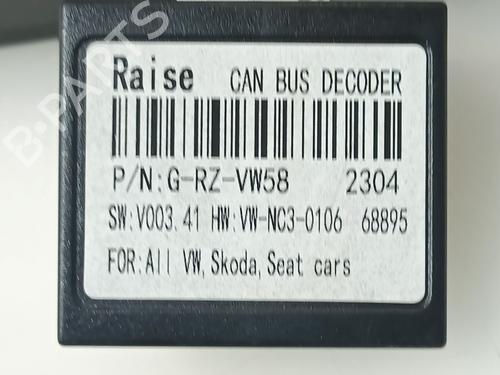 Raise CAN BUS DECODER
P/N:G-RZ-VW58 2304
SW:V003.41 HW:VW-NC3-0106 68895
FOR:All VW,Skoda,Seat cars
B-PARTS